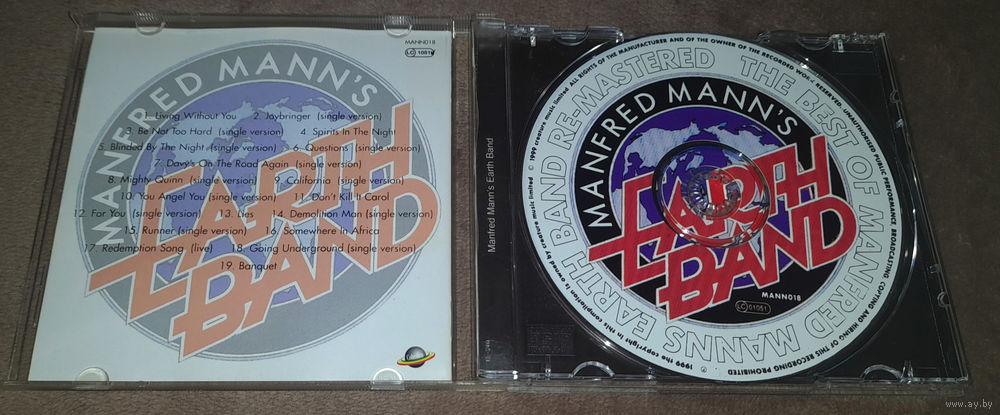 MANN018
LC 1051
MANFRED MANN'S
EARTH
BAND
1. Living Without You 2. Joybringer (single version)
3. Be Not Too Hard (single version) 4. Spirits In The Night
5. Blinded By The Night (single version) 6. Questions (single version)
7. Davy's On The Road Again (single version)
8. Mighty Quinn (single version) 9. California (single version)
10. You Angel You (single version) 11. Don't Kill It Carol
12. For You (single version) 13. Lies 14. Demolition Man (single version)
15. Runner (single version) 16. Somewhere In Africa
17. Redemption Song (live) 18. Going Underground (single version)
19. Banquet
Manfred Mann's Earth Band
THE BEST OF MANFRED MANN'S EARTH BAND RE-MASTERED
ALL RIGHTS OF THE MANUFACTURER AND OF THE OWNER OF THE RECORDED WORK RESERVED. UNAUTHORISED PUBLIC PERFORMANCE, BROADCASTING, COPYING AND HIRING OF THIS RECORDING PROHIBITED
℗ 1999 the copyright in this compilation is owned by creature music limited © 1999 creature music limited
MANFRED MANN'S
EARTH
BAND
MANN018
LC 01051
www.ay.by